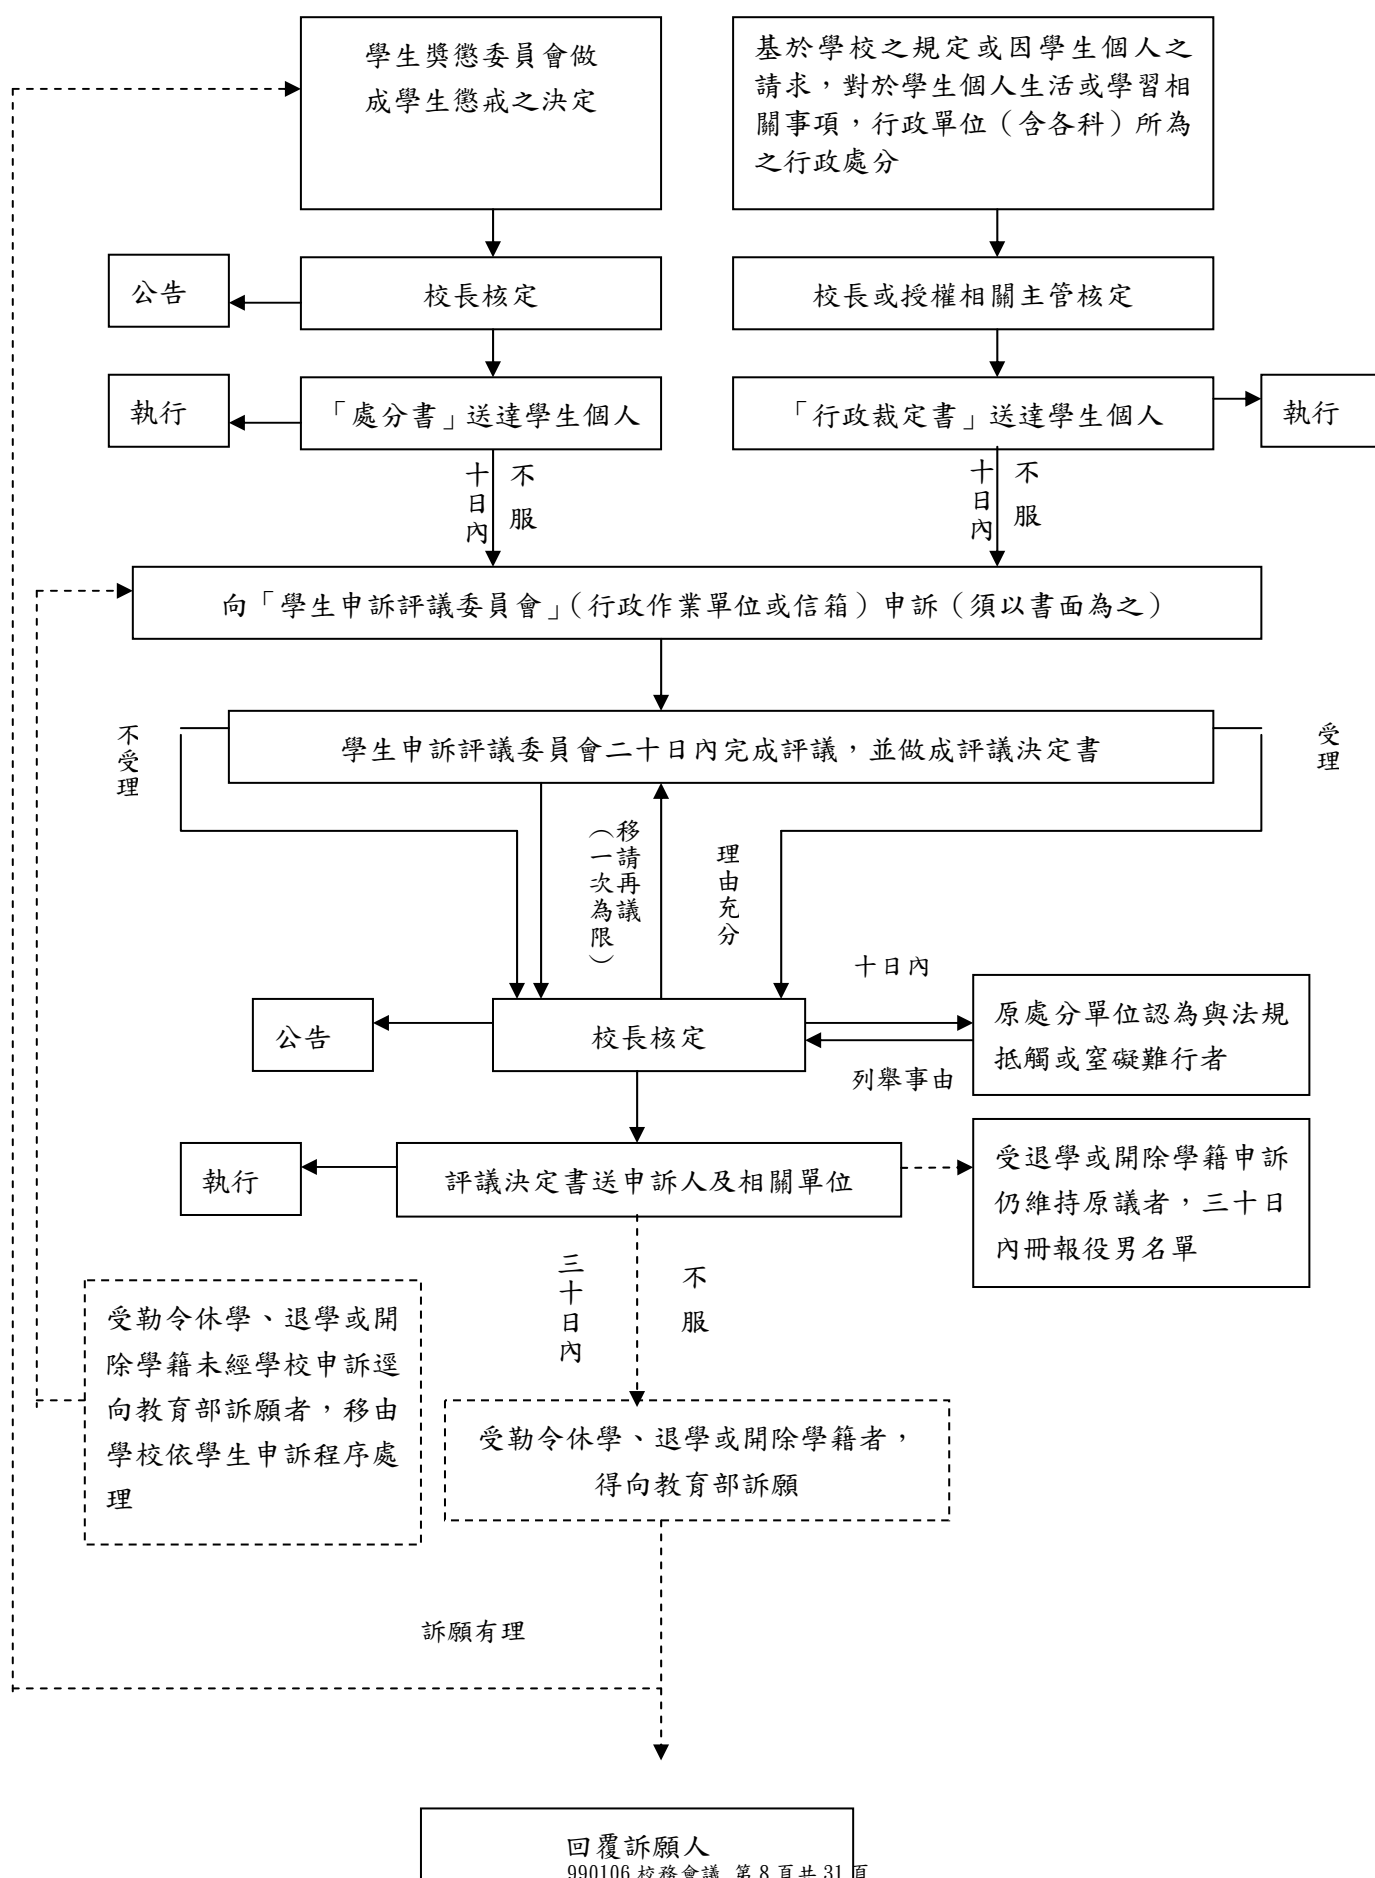 學生獎懲委員會做
成學生懲戒之決定
基於學校之規定或因學生個人之
請求，對於學生個人生活或學習相
關事項，行政單位（含各科）所為
之行政處分
公告
校長核定
校長或授權相關主管核定
執行
「處分書」送達學生個人
「行政裁定書」送達學生個人
執行
十日內
不服
十日內
不服
向「學生申訴評議委員會」（行政作業單位或信箱）申訴（須以書面為之）
不受理
學生申訴評議委員會二十日內完成評議，並做成評議決定書
受理
移請再議
（一次為限）
理由充分
十日內
公告
校長核定
原處分單位認為與法規
抵觸或窒礙難行者
列舉事由
執行
評議決定書送申訴人及相關單位
受退學或開除學籍申訴
仍維持原議者，三十日
內冊報役男名單
三十日內
不服
受勒令休學、退學或開
除學籍未經學校申訴逕
向教育部訴願者，移由
學校依學生申訴程序處
理
受勒令休學、退學或開除學籍者，
得向教育部訴願
訴願有理
回覆訴願人
990106 校務會議 第 8 頁共 31 頁